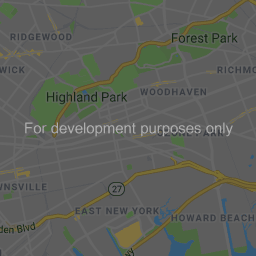 RIDGEWOOD
Forest Park
WICK
RICHMO
WOODHAVEN
Highland Park
For development purposes only
WNSVILLE
27
EAST NEW YORK
HOWARD BEACH
den Blvd